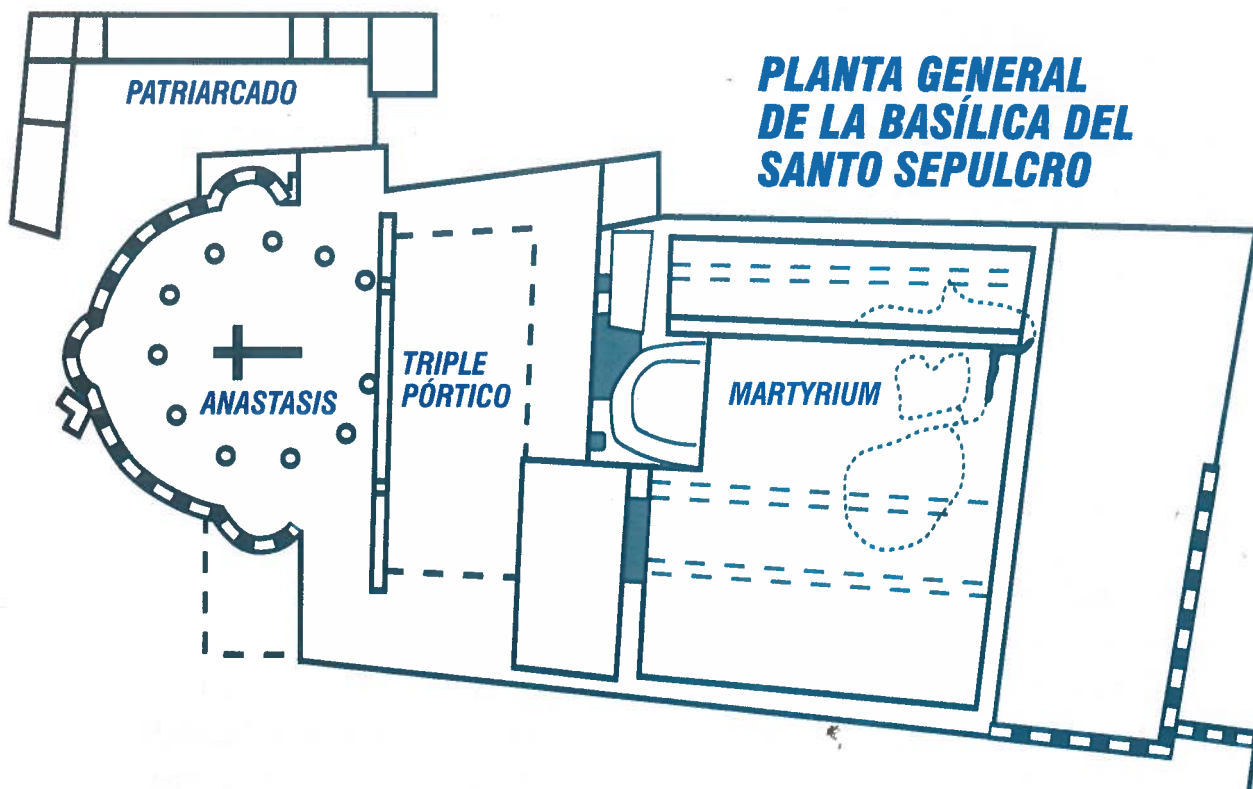 PLANTA GENERAL
DE LA BASÍLICA DEL
SANTO SEPULCRO
PATRIARCADO
ANASTASIS
TRIPLE
PÓRTICO
MARTYRIUM